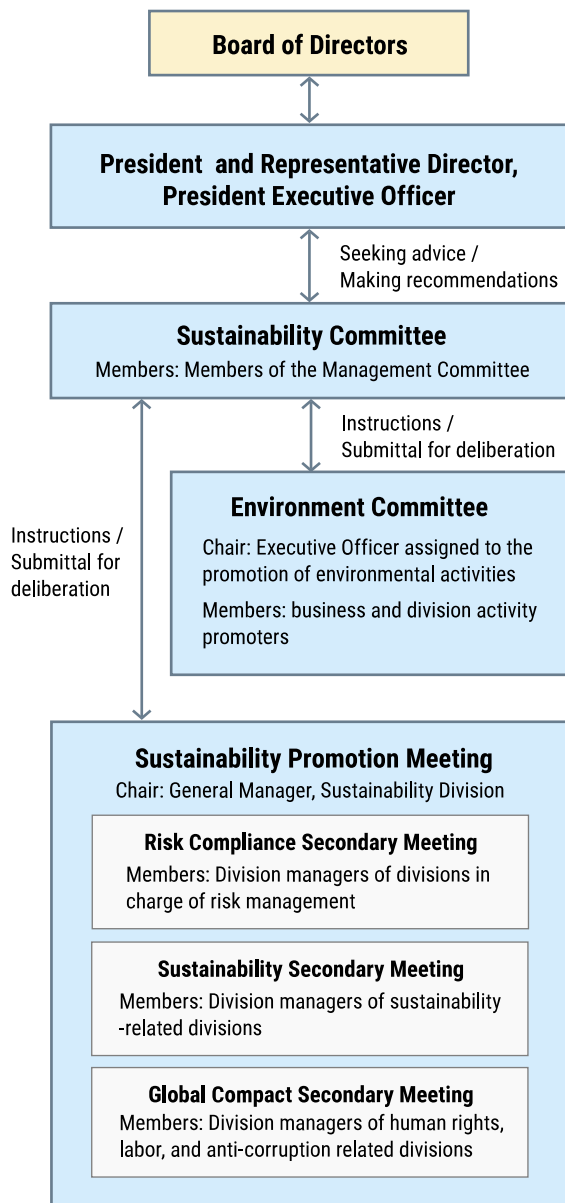 Board of Directors
President and Representative Director,
President Executive Officer
Seeking advice /
Making recommendations
Sustainability Committee
Members: Members of the Management Committee
Instructions /
Submittal for deliberation
Environment Committee
Chair: Executive Officer assigned to the
promotion of environmental activities
Members: business and division activity
promoters
Instructions /
Submittal for
deliberation
Sustainability Promotion Meeting
Chair: General Manager, Sustainability Division
Risk Compliance Secondary Meeting
Members: Division managers of divisions in
charge of risk management
Sustainability Secondary Meeting
Members: Division managers of sustainability
-related divisions
Global Compact Secondary Meeting
Members: Division managers of human rights,
labor, and anti-corruption related divisions